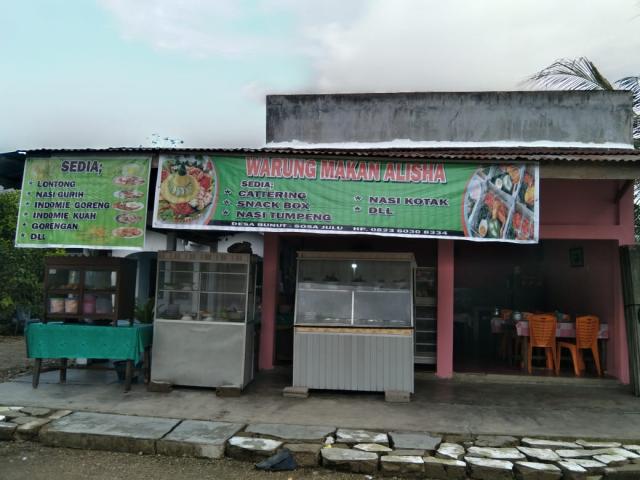 SEDIA;
* LONTONG
* NASI GURIH
* INDOMIE GORENG
* INDOMIE KUAH
* GORENGAN
* DLL
WARUNG MAKAN ALISHA
SEDIA:
* CATTERING
* SNACK BOX
* NASI TUMPENG
* NASI KOTAK
* DLL
DESA BUNUT - SOSA JULU HP. 0823 6030 8334